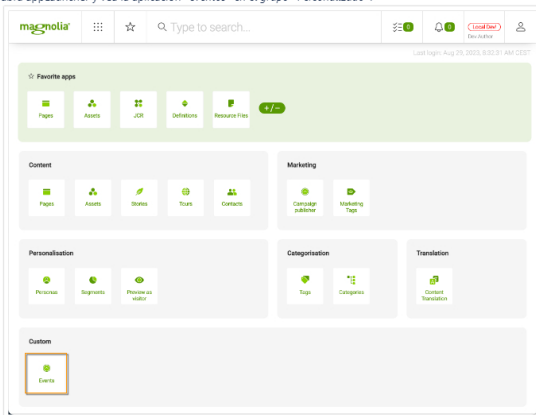 magnolia
Type to search...
0
0
(Local Dev)
Dev Author
Last login: Aug 29, 2023, 8:32:31 AM CEST
Favorite apps
Pages
Assets
JCR
Definitions
Resource Files
+ / −
Content
Marketing
Pages
Assets
Stories
Tours
Contacts
Campaign
publisher
Marketing
Tags
Personalisation
Categorisation
Translation
Personas
Segments
Preview as
visitor
Tags
Categories
Content
Translation
Custom
Events